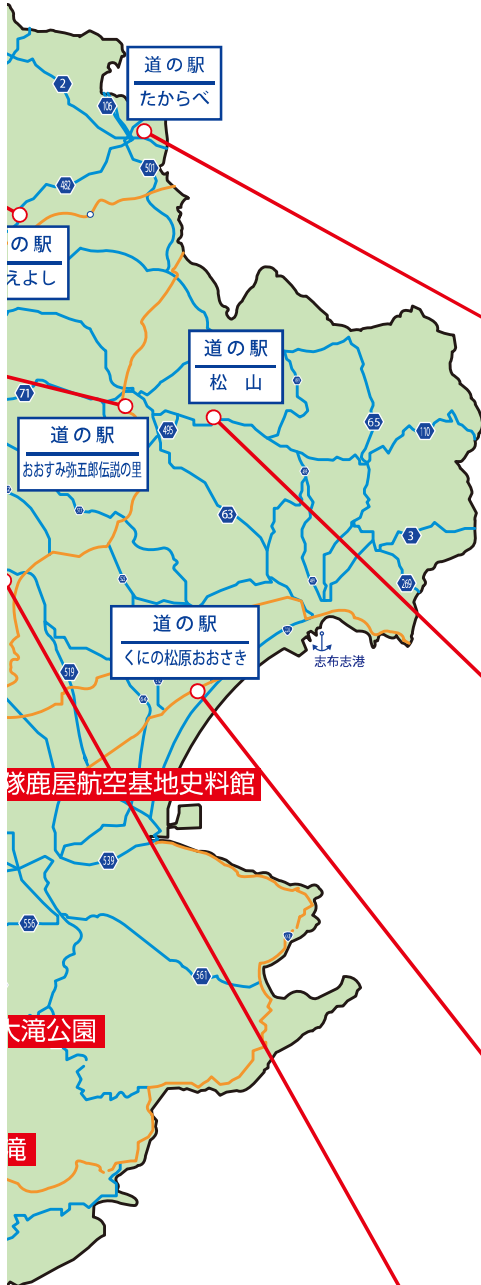 道の駅
たからべ
2
106
501
482
の駅
えよし
道の駅
松 山
71
道の駅
おおすみ弥五郎伝説の里
495
65
110
63
3
269
道の駅
くにの松原おおさき
志布志港
519
隊鹿屋航空基地史料館
539
556
561
大滝公園
滝